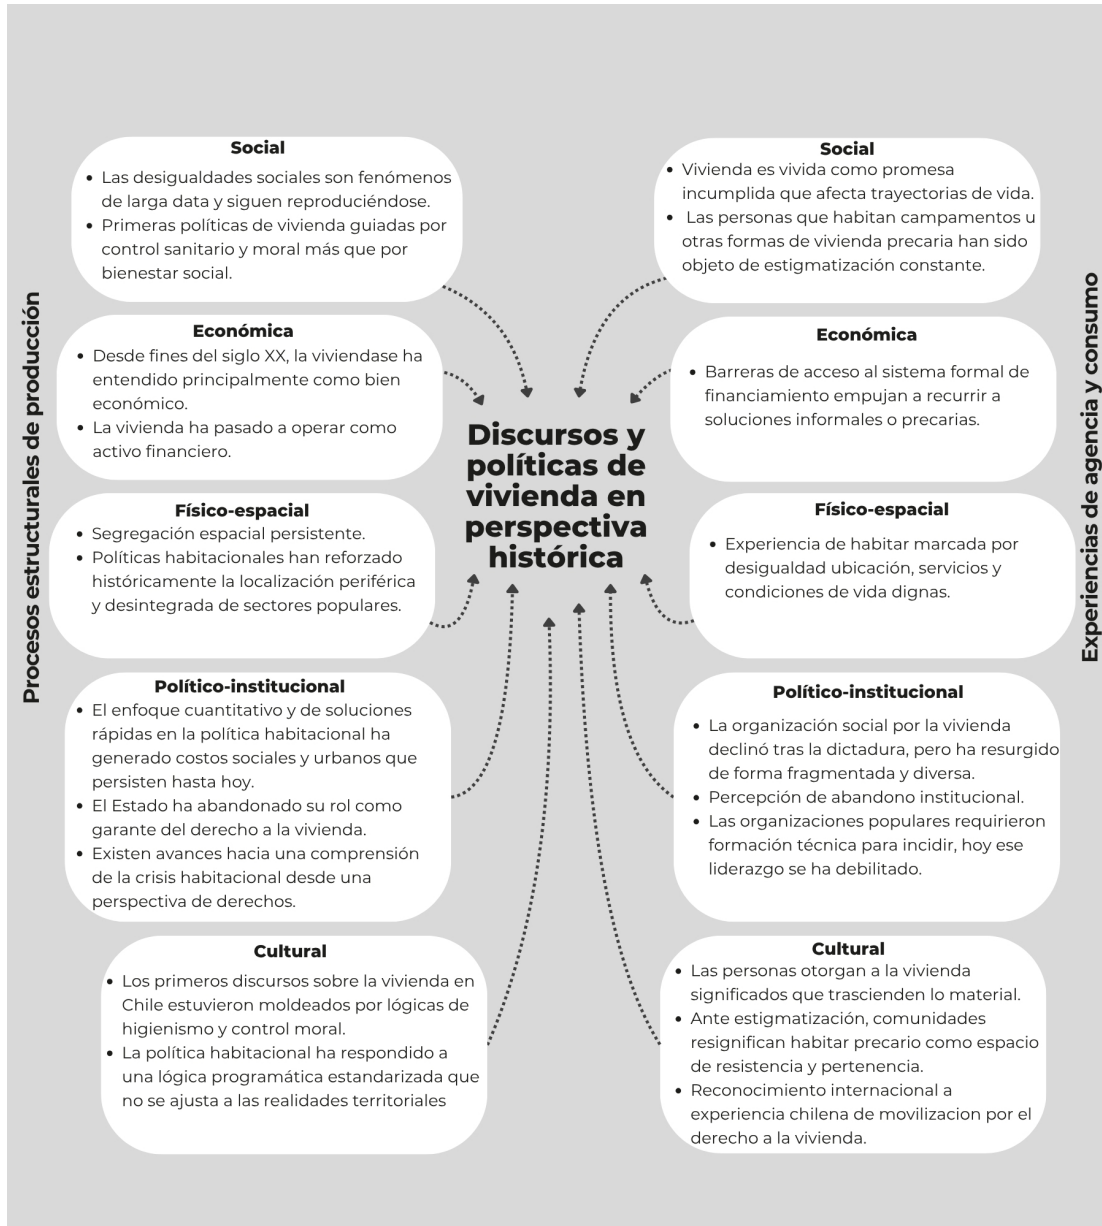 Procesos estructurales de producción
Social
Las desigualdades sociales son fenómenos
de larga data y siguen reproduciéndose.
Primeras políticas de vivienda guiadas por
control sanitario y moral más que por
bienestar social.
Económica
Desde fines del siglo XX, la viviendase ha
entendido principalmente como bien
económico.
La vivienda ha pasado a operar como
activo financiero.
Físico-espacial
Segregación espacial persistente.
Políticas habitacionales han reforzado
históricamente la localización periférica
y desintegrada de sectores populares.
Político-institucional
El enfoque cuantitativo y de soluciones
rápidas en la política habitacional ha
generado costos sociales y urbanos que
persisten hasta hoy.
El Estado ha abandonado su rol como
garante del derecho a la vivienda.
Existen avances hacia una comprensión
de la crisis habitacional desde una
perspectiva de derechos.
Cultural
Los primeros discursos sobre la vivienda en
Chile estuvieron moldeados por lógicas de
higienismo y control moral.
La política habitacional ha respondido a
una lógica programática estandarizada que
no se ajusta a las realidades territoriales
Discursos y
políticas de
vivienda en
perspectiva
histórica
Social
Vivienda es vivida como promesa
incumplida que afecta trayectorias de vida.
Las personas que habitan campamentos u
otras formas de vivienda precaria han sido
objeto de estigmatización constante.
Económica
Barreras de acceso al sistema formal de
financiamiento empujan a recurrir a
soluciones informales o precarias.
Físico-espacial
Experiencia de habitar marcada por
desigualdad ubicación, servicios y
condiciones de vida dignas.
Político-institucional
La organización social por la vivienda
declinó tras la dictadura, pero ha resurgido
de forma fragmentada y diversa.
Percepción de abandono institucional.
Las organizaciones populares requirieron
formación técnica para incidir, hoy ese
liderazgo se ha debilitado.
Cultural
Las personas otorgan a la vivienda
significados que trascienden lo material.
Ante estigmatización, comunidades
resignifican habitar precario como espacio
de resistencia y pertenencia.
Reconocimiento internacional a
experiencia chilena de movilizacion por el
derecho a la vivienda.
Experiencias de agencia y consumo